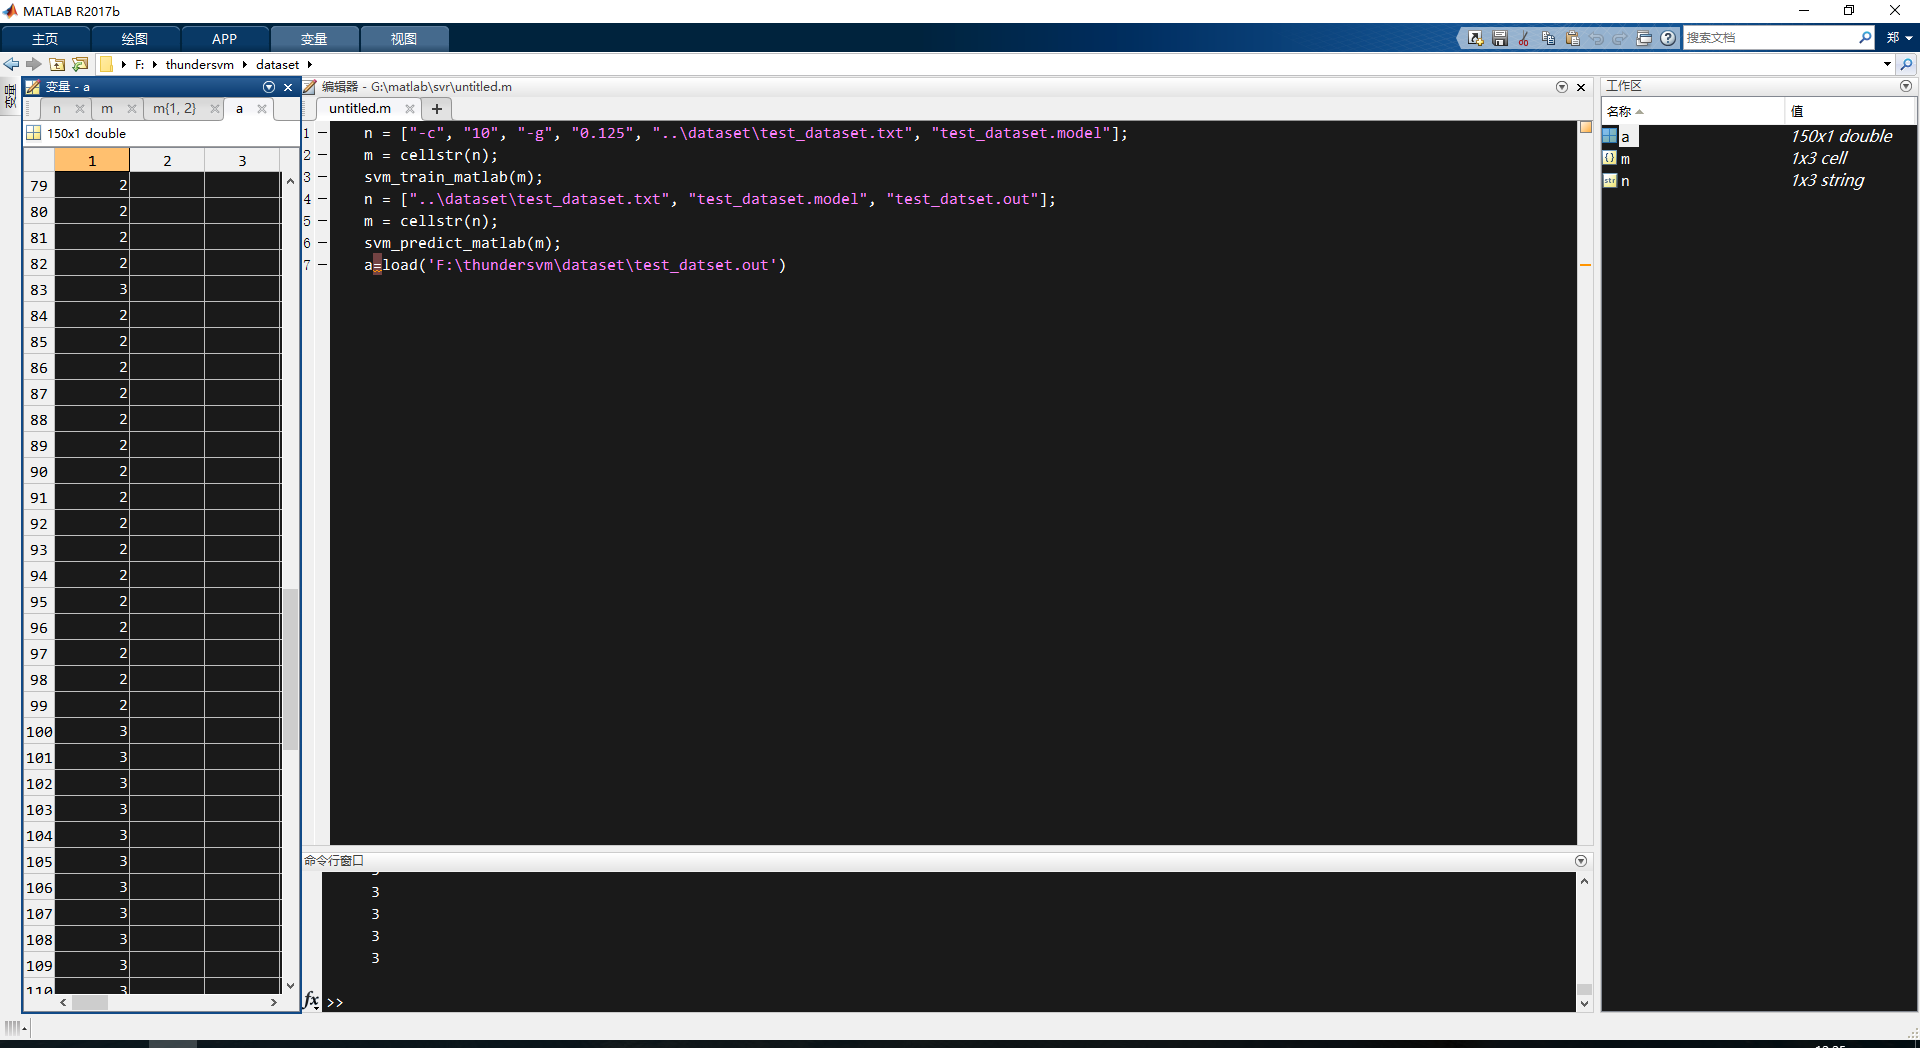 MATLAB R2017b
主页 绘图 APP 变量 视图 搜索文档 郑
F: thundersvm dataset
变量
变量 - a
n m m{1, 2} a
150x1 double
1 2 3
79 2
80 2
81 2
82 2
83 3
84 2
85 2
86 2
87 2
88 2
89 2
90 2
91 2
92 2
93 2
94 2
95 2
96 2
97 2
98 2
99 2
100 3
101 3
102 3
103 3
104 3
105 3
106 3
107 3
108 3
109 3
110 3
编辑器 - G:\matlab\svr\untitled.m
untitled.m +
1 — n = ["-c", "10", "-g", "0.125", "..\dataset\test_dataset.txt", "test_dataset.model"];
2 — m = cellstr(n);
3 — svm_train_matlab(m);
4 — n = ["..\dataset\test_dataset.txt", "test_dataset.model", "test_datset.out"];
5 — m = cellstr(n);
6 — svm_predict_matlab(m);
7 — a=load('F:\thundersvm\dataset\test_datset.out')
命令行窗口
3
3
3
3
fx >>
工作区
名称 值
a 150x1 double
m 1x3 cell
n 1x3 string